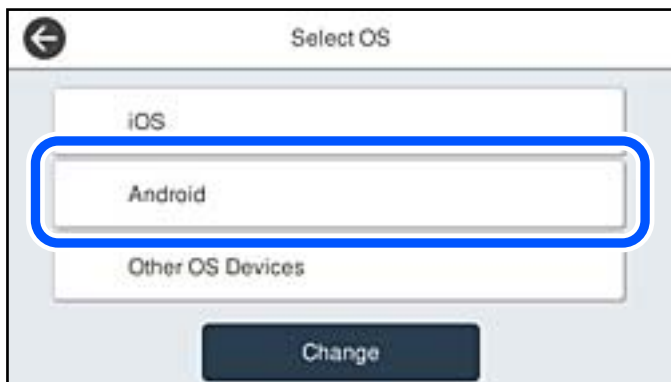 Select OS
iOS
Android
Other OS Devices
Change